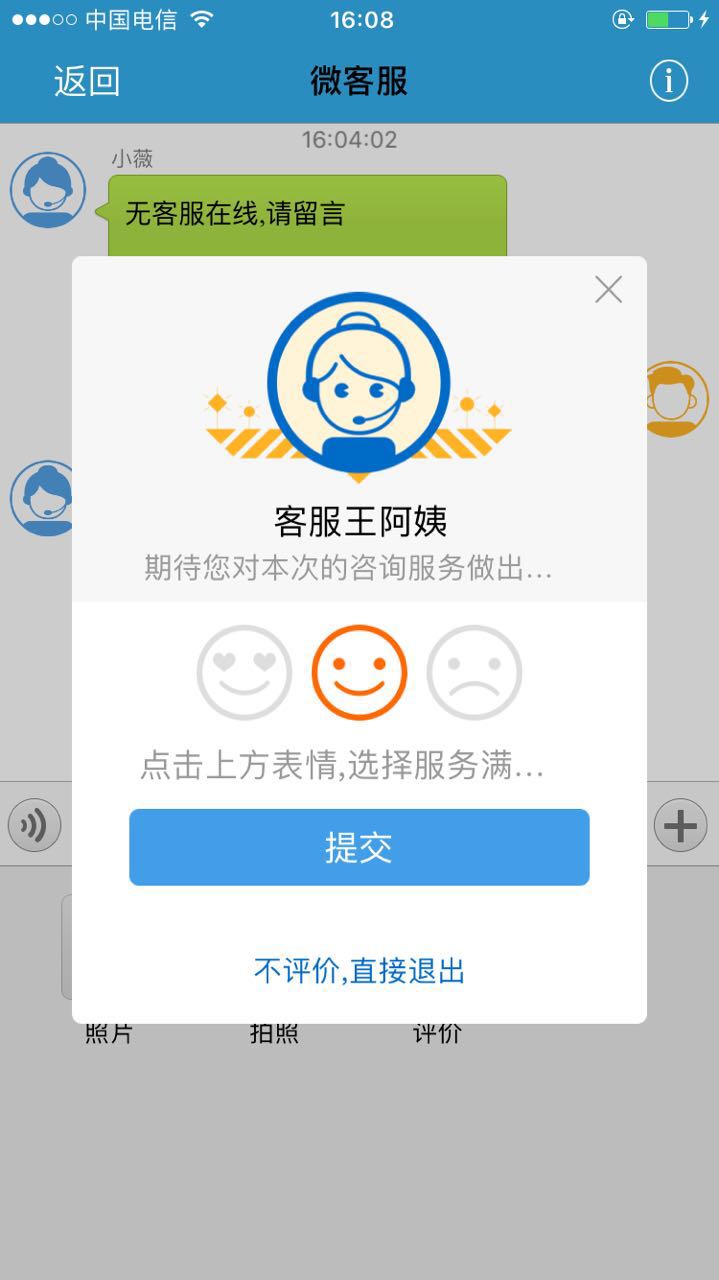 中国电信
16:08
返回
微客服
16:04:02
小薇
无客服在线,请留言
客服王阿姨
期待您对本次的咨询服务做出...
点击上方表情,选择服务满...
提交
不评价,直接退出
照片
拍照
评价